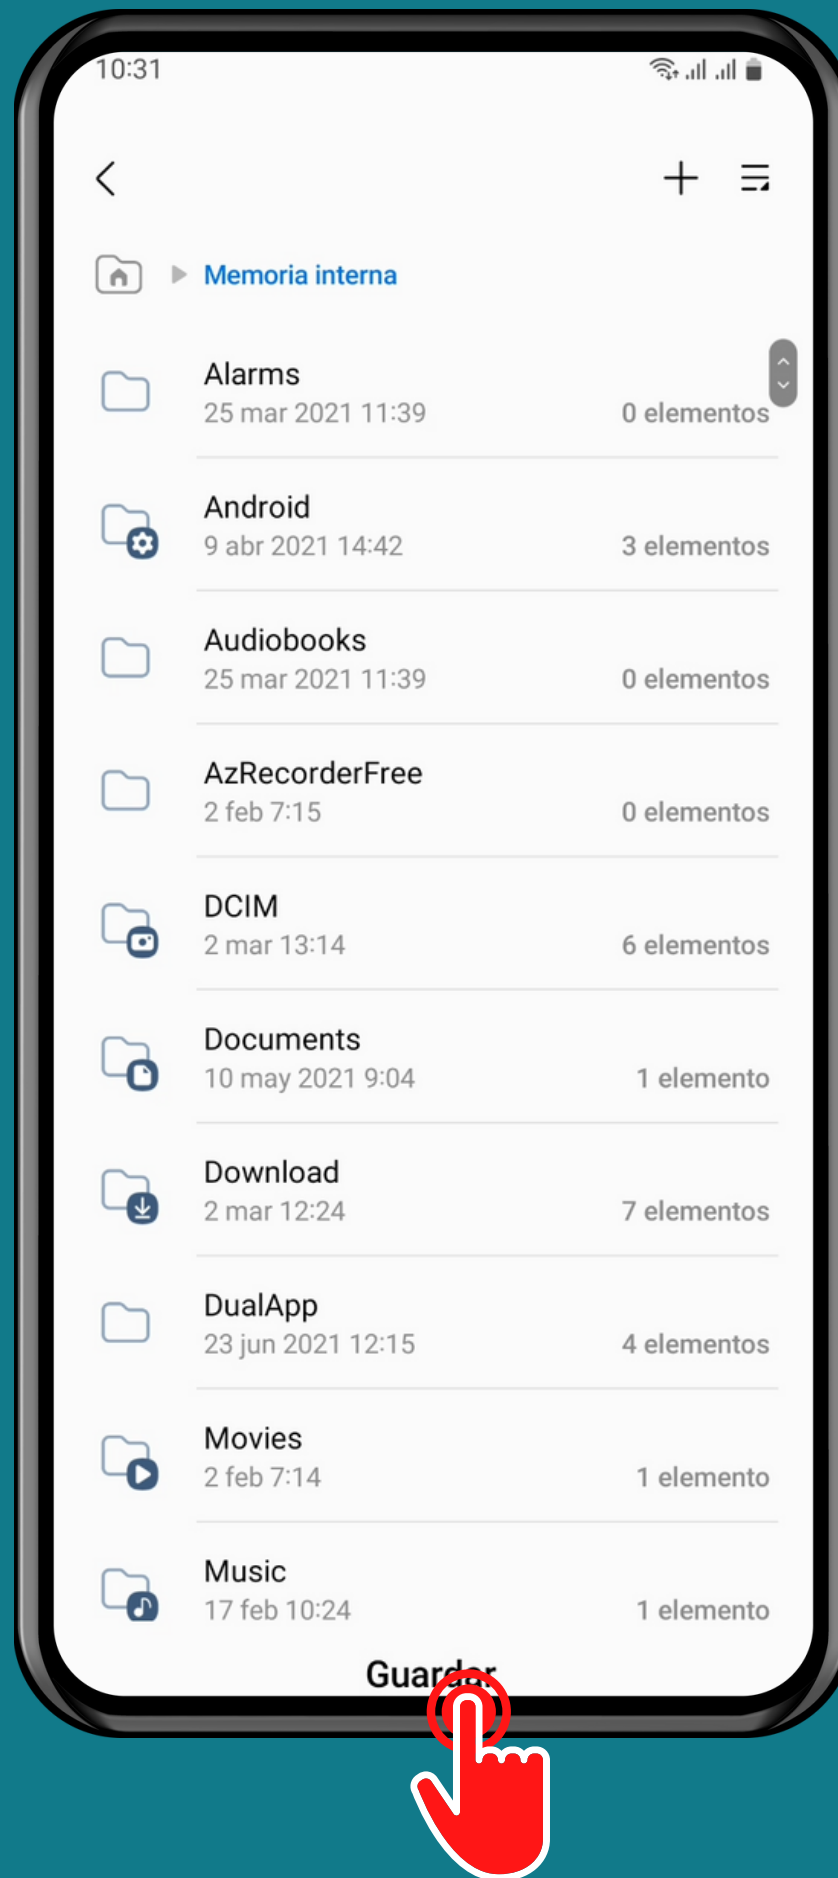 10:31
Memoria interna
Alarms
25 mar 2021 11:39
0 elementos
Android
9 abr 2021 14:42
3 elementos
Audiobooks
25 mar 2021 11:39
0 elementos
AzRecorderFree
2 feb 7:15
0 elementos
DCIM
2 mar 13:14
6 elementos
Documents
10 may 2021 9:04
1 elemento
Download
2 mar 12:24
7 elementos
DualApp
23 jun 2021 12:15
4 elementos
Movies
2 feb 7:14
1 elemento
Music
17 feb 10:24
1 elemento
Guardar